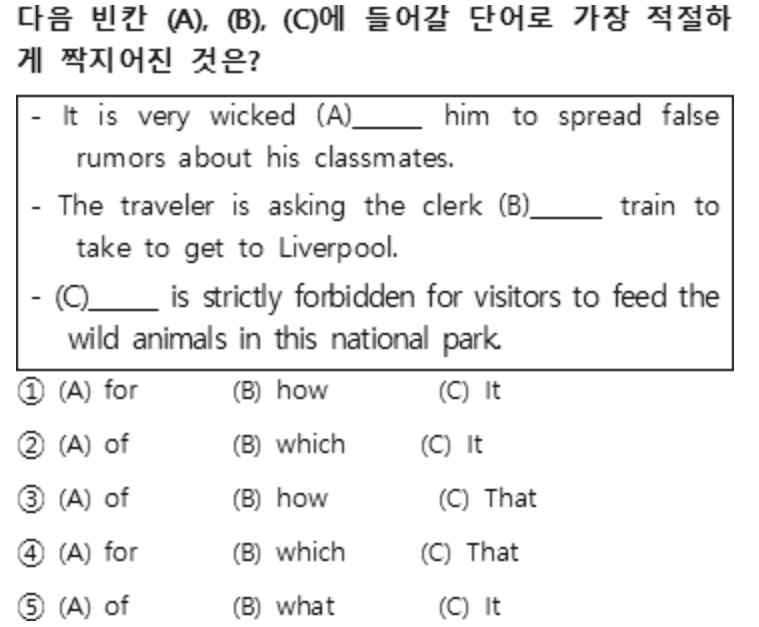 다음 빈칸 (A), (B), (C)에 들어갈 단어로 가장 적절하
게 짝지어진 것은?
- It is very wicked (A)_____ him to spread false
rumors about his classmates.
- The traveler is asking the clerk (B)_____ train to
take to get to Liverpool.
- (C)_____ is strictly forbidden for visitors to feed the
wild animals in this national park.
① (A) for (B) how (C) It
② (A) of (B) which (C) It
③ (A) of (B) how (C) That
④ (A) for (B) which (C) That
⑤ (A) of (B) what (C) It